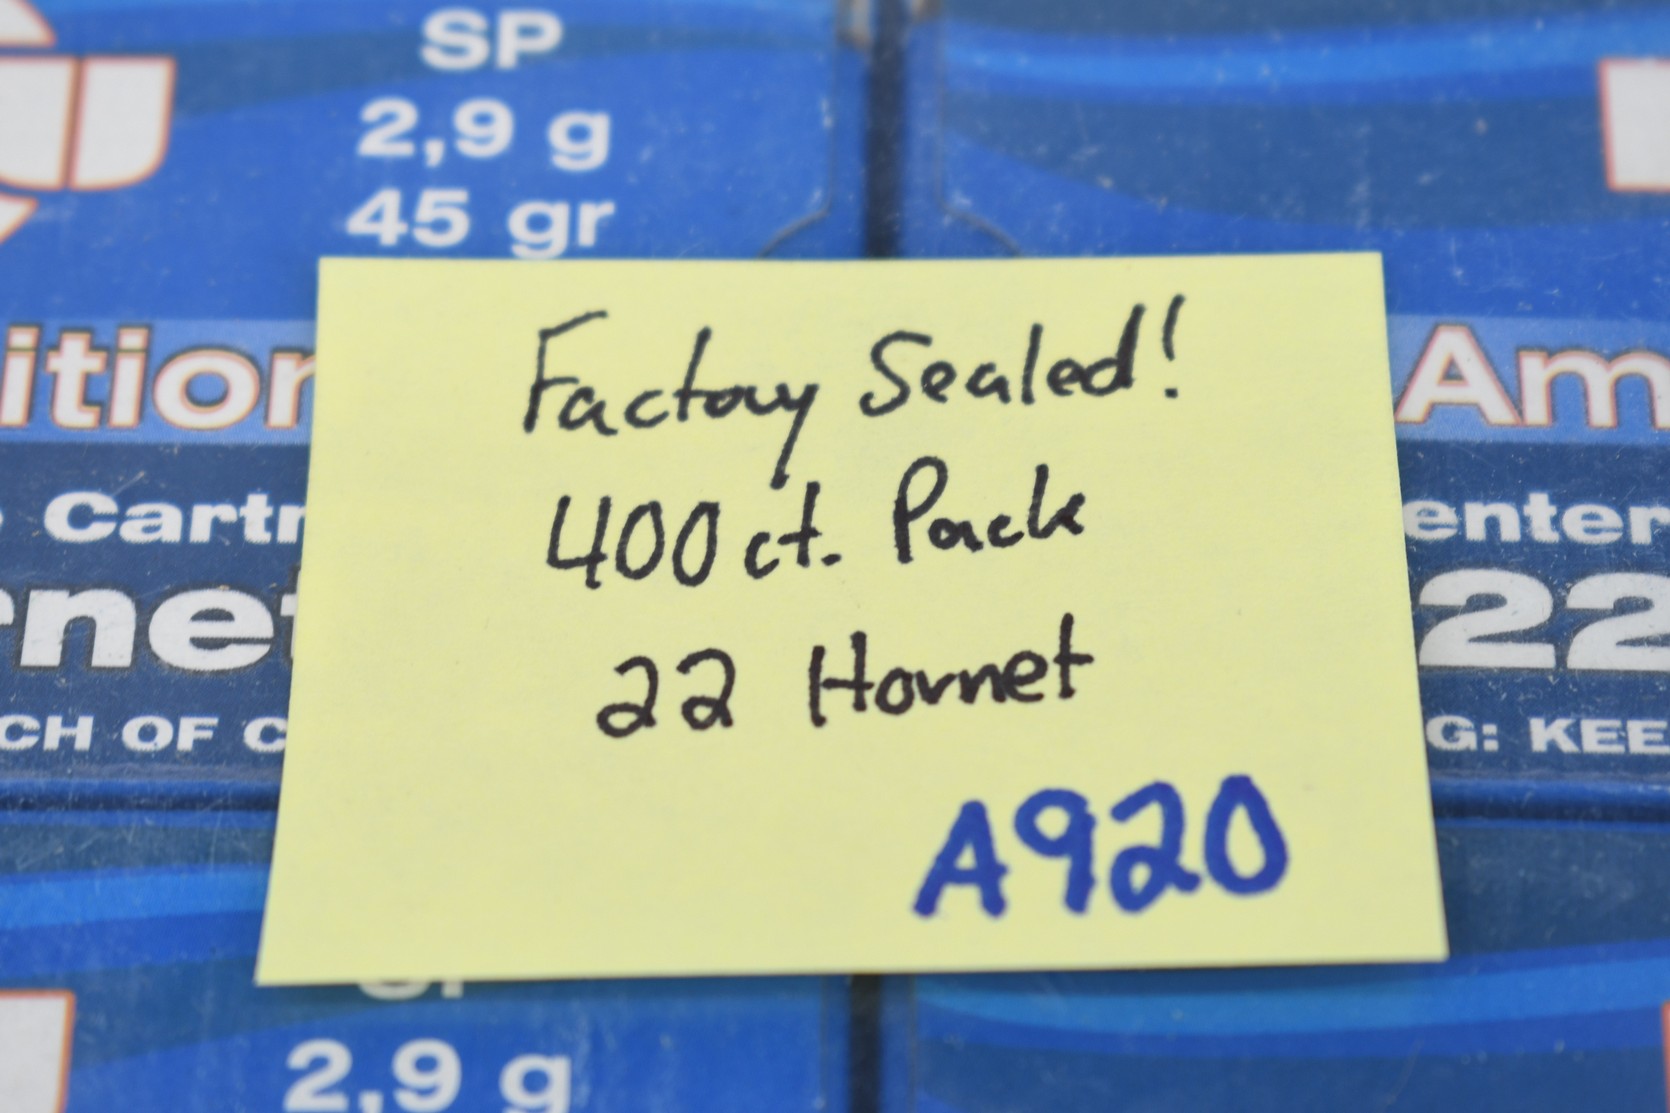 SP
2,9 g
45 gr
Factory Sealed!
400 ct. Pack
22 Hornet
A920
ition
Am
Cartr
enter
rnet
22
CH OF C
G: KEE
2,9 g